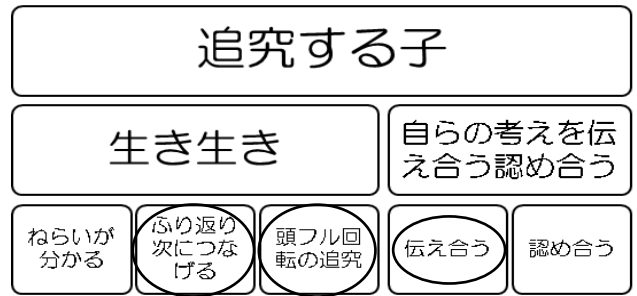 追究する子
生き生き
自らの考えを伝
え合う認め合う
ねらいが
分かる
ふり返り
次につな
げる
頭フル回
転の追究
伝え合う
認め合う